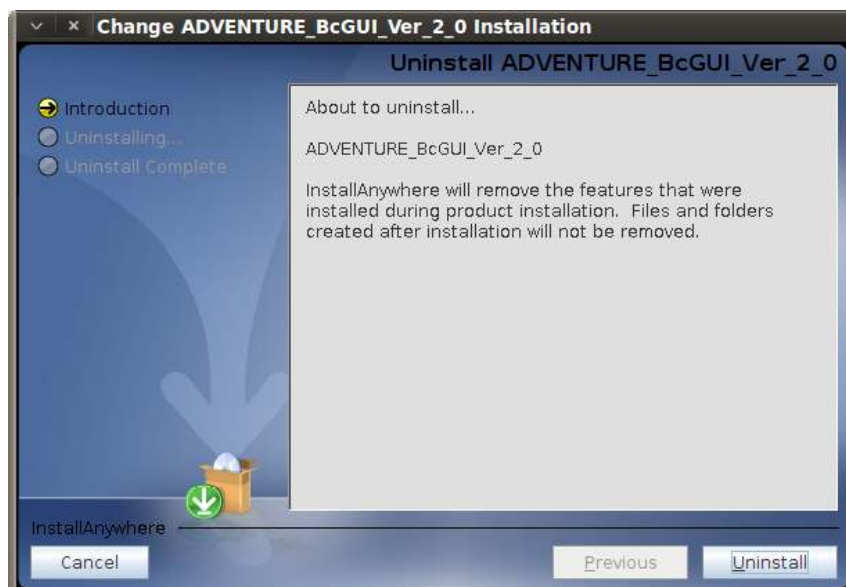 Change ADVENTURE_BcGUI_Ver_2_0 Installation
Uninstall ADVENTURE_BcGUI_Ver_2_0
Introduction
Uninstalling...
Uninstall Complete
About to uninstall...
ADVENTURE_BcGUI_Ver_2_0
InstallAnywhere will remove the features that were
installed during product installation.  Files and folders
created after installation will not be removed.
InstallAnywhere
Cancel
Previous
Uninstall